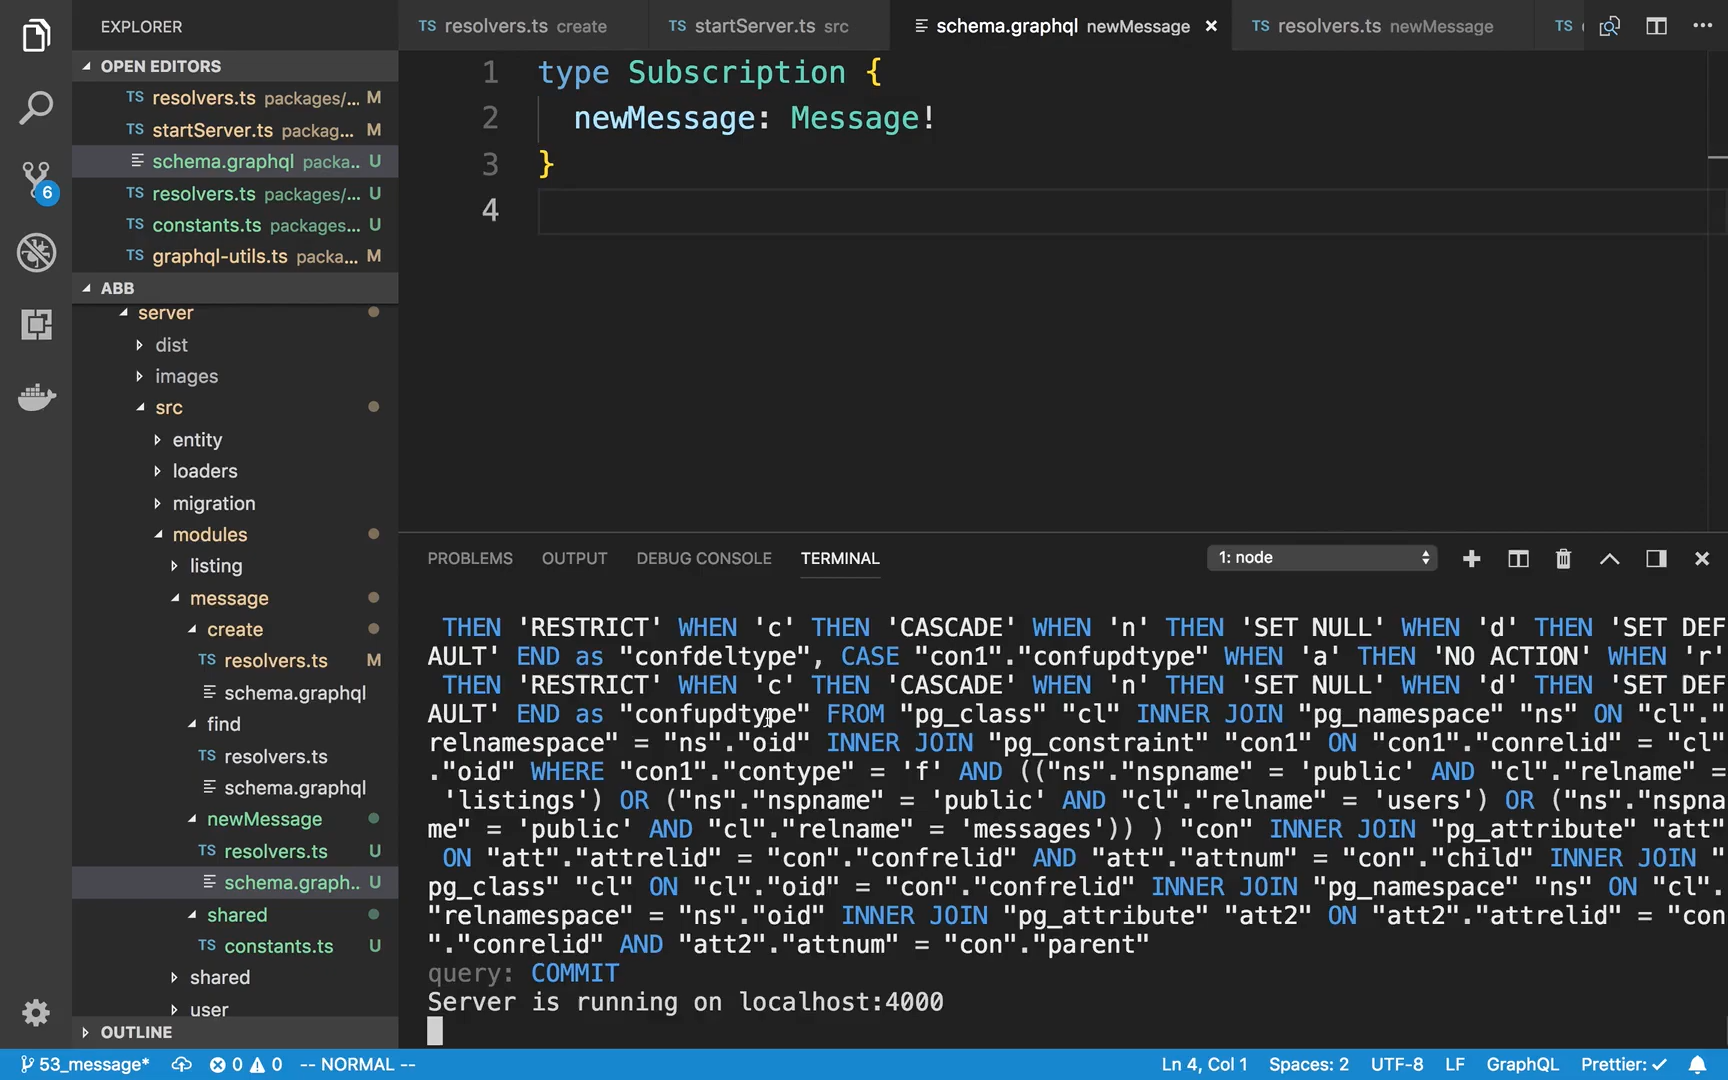 EXPLORER
OPEN EDITORS
TS resolvers.ts packages/... M
TS startServer.ts packag... M
schema.graphql packa.. U
TS resolvers.ts packages/... U
TS constants.ts packages... U
TS graphql-utils.ts packa... M
ABB
server
dist
images
src
entity
loaders
migration
modules
listing
message
create
TS resolvers.ts M
schema.graphql
find
TS resolvers.ts
schema.graphql
newMessage
TS resolvers.ts U
schema.graph.. U
shared
TS constants.ts U
shared
user
OUTLINE
6
TS resolvers.ts create
TS startServer.ts src
schema.graphql newMessage ×
TS resolvers.ts newMessage
TS
1 type Subscription {
2 newMessage: Message!
3 }
4
PROBLEMS OUTPUT DEBUG CONSOLE TERMINAL
1: node
THEN 'RESTRICT' WHEN 'c' THEN 'CASCADE' WHEN 'n' THEN 'SET NULL' WHEN 'd' THEN 'SET DEF
AULT' END as "confdeltype", CASE "con1"."confupdtype" WHEN 'a' THEN 'NO ACTION' WHEN 'r'
THEN 'RESTRICT' WHEN 'c' THEN 'CASCADE' WHEN 'n' THEN 'SET NULL' WHEN 'd' THEN 'SET DEF
AULT' END as "confupdtype" FROM "pg_class" "cl" INNER JOIN "pg_namespace" "ns" ON "cl"."
relnamespace" = "ns"."oid" INNER JOIN "pg_constraint" "con1" ON "con1"."conrelid" = "cl"
."oid" WHERE "con1"."contype" = 'f' AND (("ns"."nspname" = 'public' AND "cl"."relname" =
'listings') OR ("ns"."nspname" = 'public' AND "cl"."relname" = 'users') OR ("ns"."nspna
me" = 'public' AND "cl"."relname" = 'messages')) ) "con" INNER JOIN "pg_attribute" "att"
ON "att"."attrelid" = "con"."confrelid" AND "att"."attnum" = "con"."child" INNER JOIN "
pg_class" "cl" ON "cl"."oid" = "con"."confrelid" INNER JOIN "pg_namespace" "ns" ON "cl".
"relnamespace" = "ns"."oid" INNER JOIN "pg_attribute" "att2" ON "att2"."attrelid" = "con
"."conrelid" AND "att2"."attnum" = "con"."parent"
query: COMMIT
Server is running on localhost:4000
53_message* 0 0 -- NORMAL -- Ln 4, Col 1 Spaces: 2 UTF-8 LF GraphQL Prettier: ✓